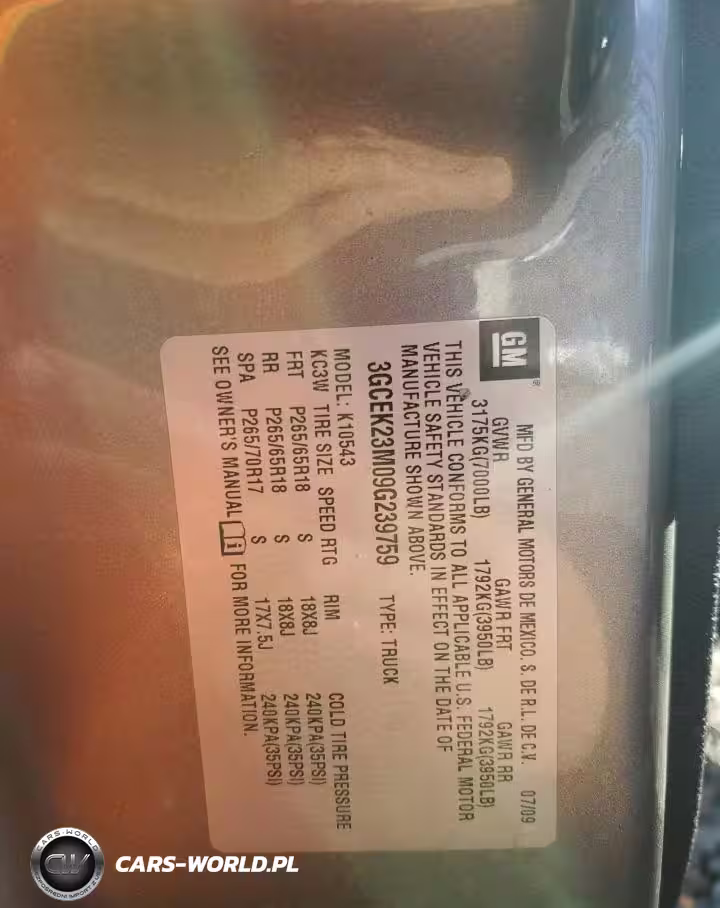 GM ®
MFD BY GENERAL MOTORS DE MEXICO, S. DE R.L. DE C.V. 07/09
GVWR GAWR FRT GAWR RR
3175KG(7000LB) 1792KG(3950LB) 1792KG(3950LB)
THIS VEHICLE CONFORMS TO ALL APPLICABLE U.S. FEDERAL MOTOR
VEHICLE SAFETY STANDARDS IN EFFECT ON THE DATE OF
MANUFACTURE SHOWN ABOVE.
3GCEK23M09G239759 TYPE: TRUCK
MODEL: K10543
KC3W TIRE SIZE SPEED RTG RIM COLD TIRE PRESSURE
FRT P265/65R18 S 18X8J 240KPA(35PSI)
RR P265/65R18 S 18X8J 240KPA(35PSI)
SPA P265/70R17 S 17X7.5J 240KPA(35PSI)
SEE OWNER'S MANUAL i FOR MORE INFORMATION.
CARS-WORLD
CW
CARS-WORLD.PL